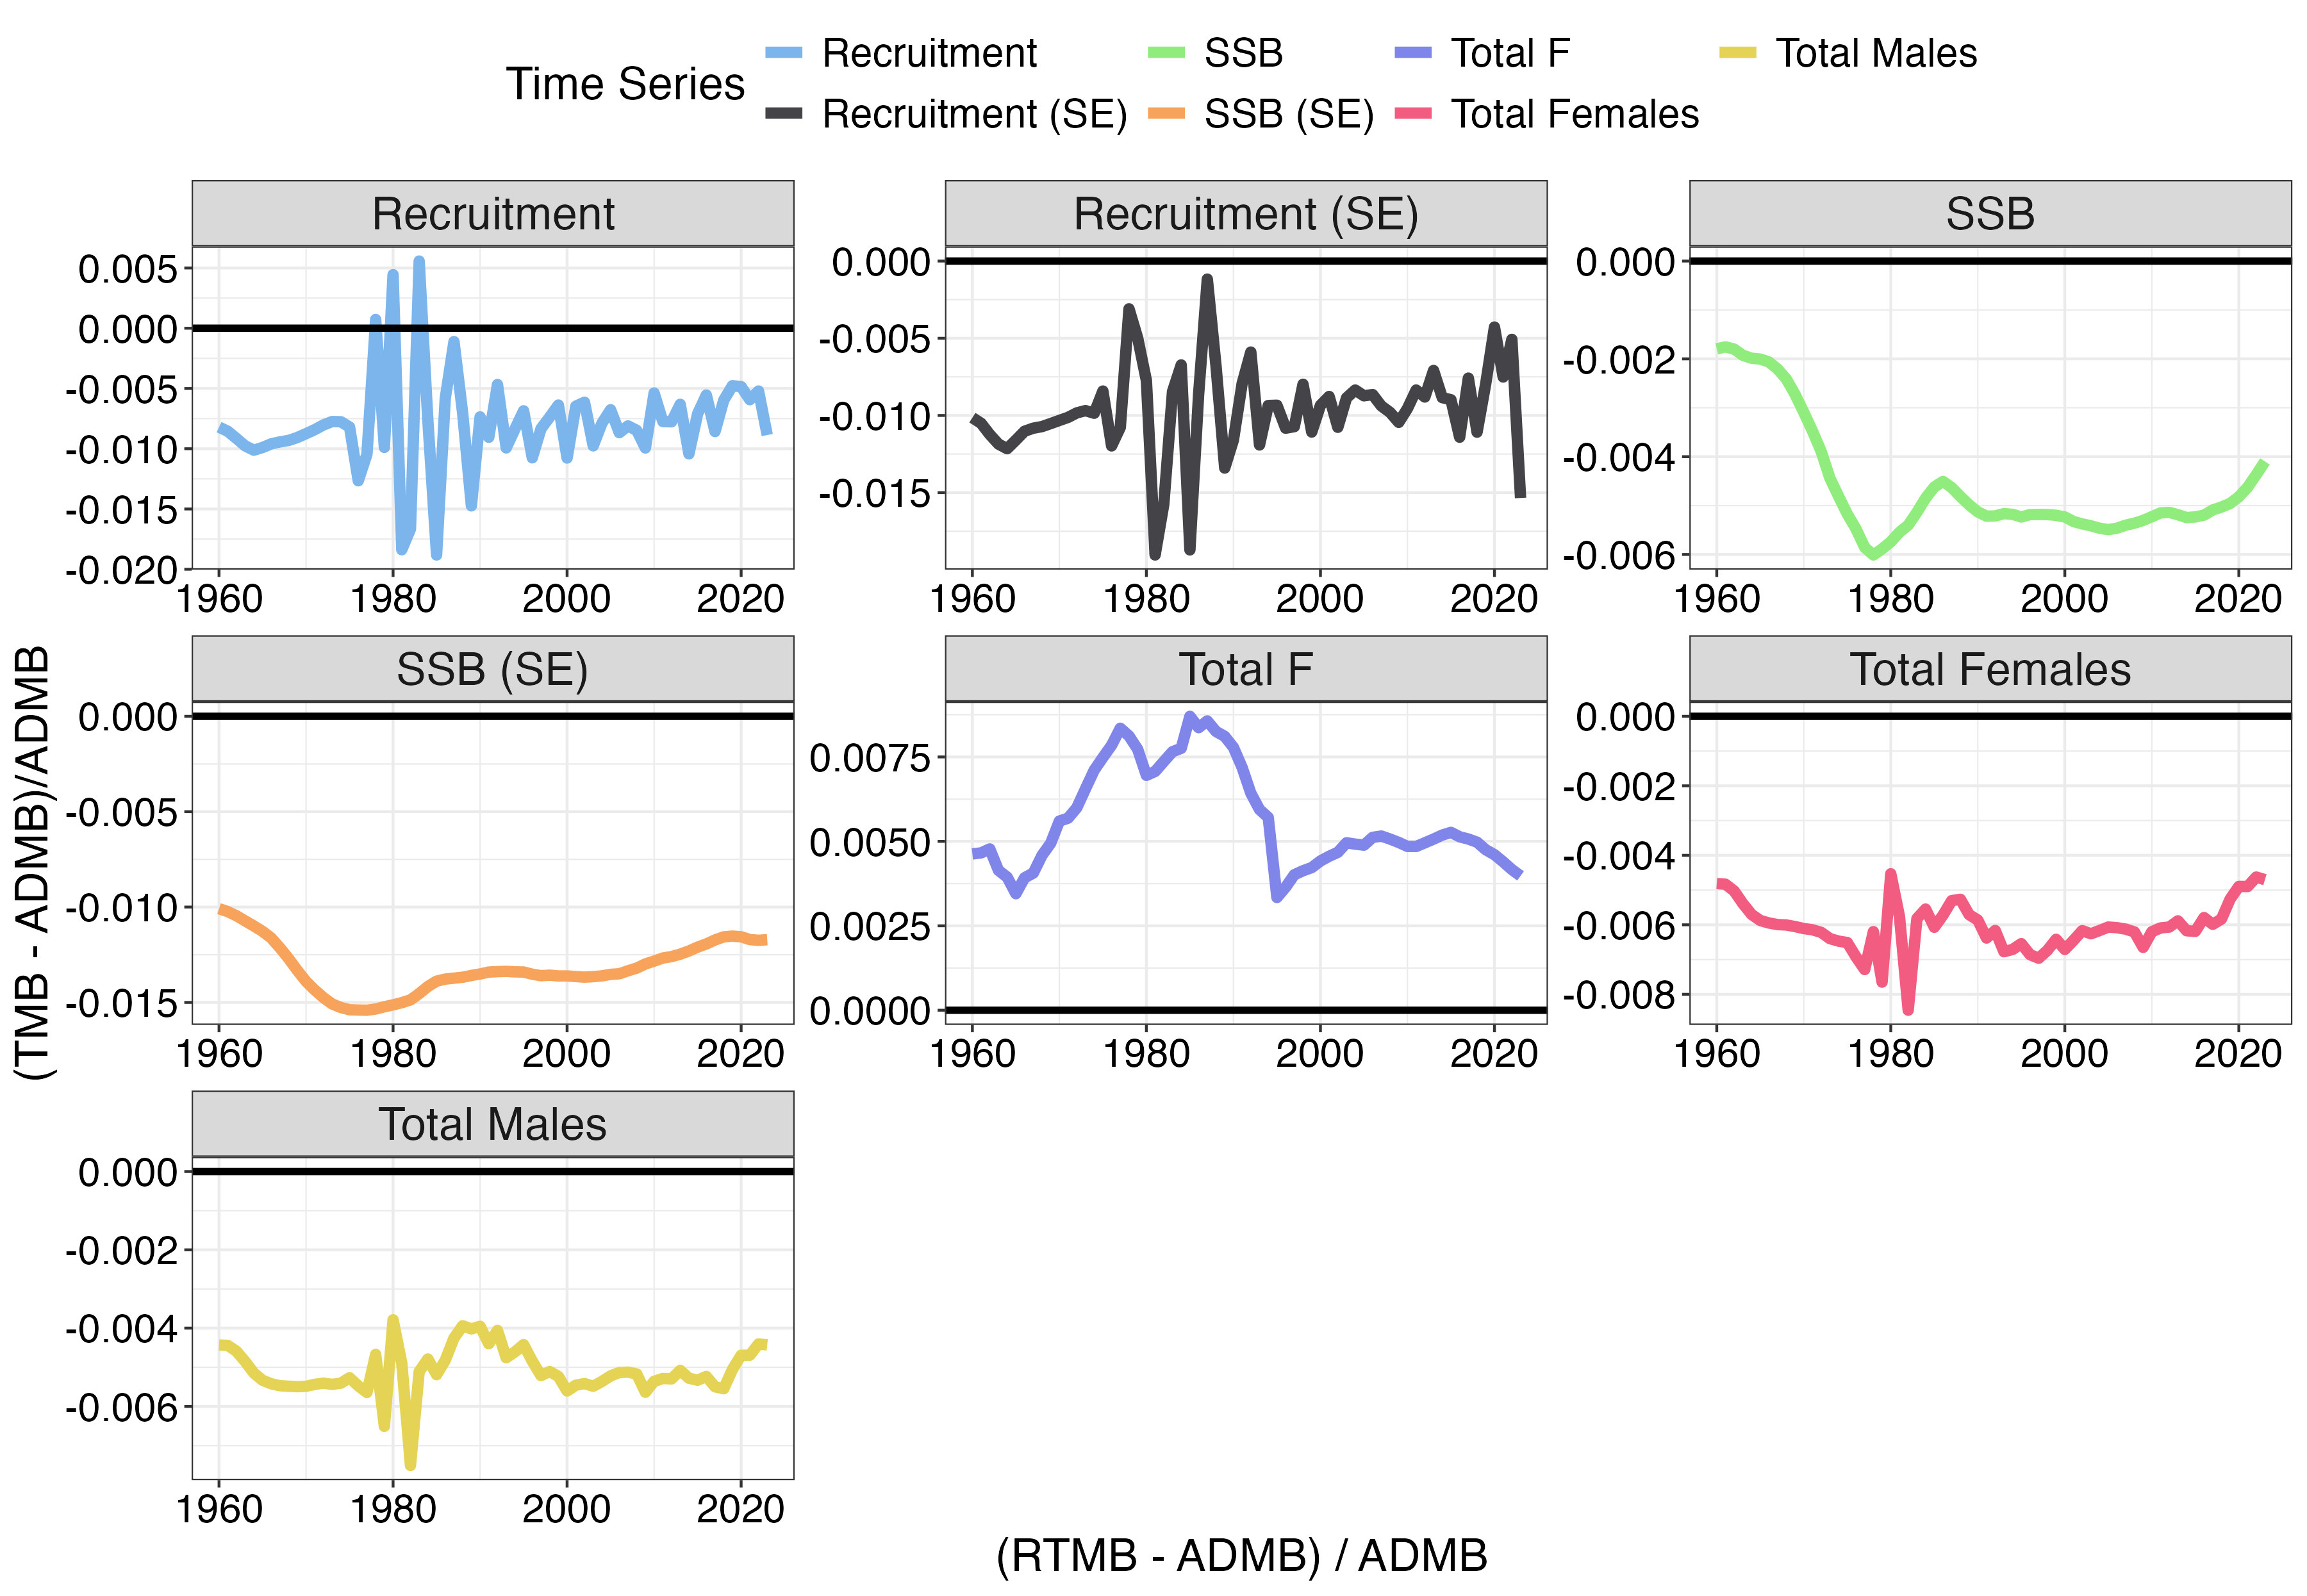 Time Series
Recruitment
SSB
Total F
Total Males
Recruitment (SE)
SSB (SE)
Total Females
Recruitment
0.005
0.000
-0.005
-0.010
-0.015
-0.020
1960 1980 2000 2020
Recruitment (SE)
0.000
-0.005
-0.010
-0.015
1960 1980 2000 2020
SSB
0.000
-0.002
-0.004
-0.006
1960 1980 2000 2020
(TMB - ADMB)/ADMB
SSB (SE)
0.000
-0.005
-0.010
-0.015
1960 1980 2000 2020
Total F
0.0075
0.0050
0.0025
0.0000
1960 1980 2000 2020
Total Females
0.000
-0.002
-0.004
-0.006
-0.008
1960 1980 2000 2020
Total Males
0.000
-0.002
-0.004
-0.006
1960 1980 2000 2020
(RTMB - ADMB) / ADMB